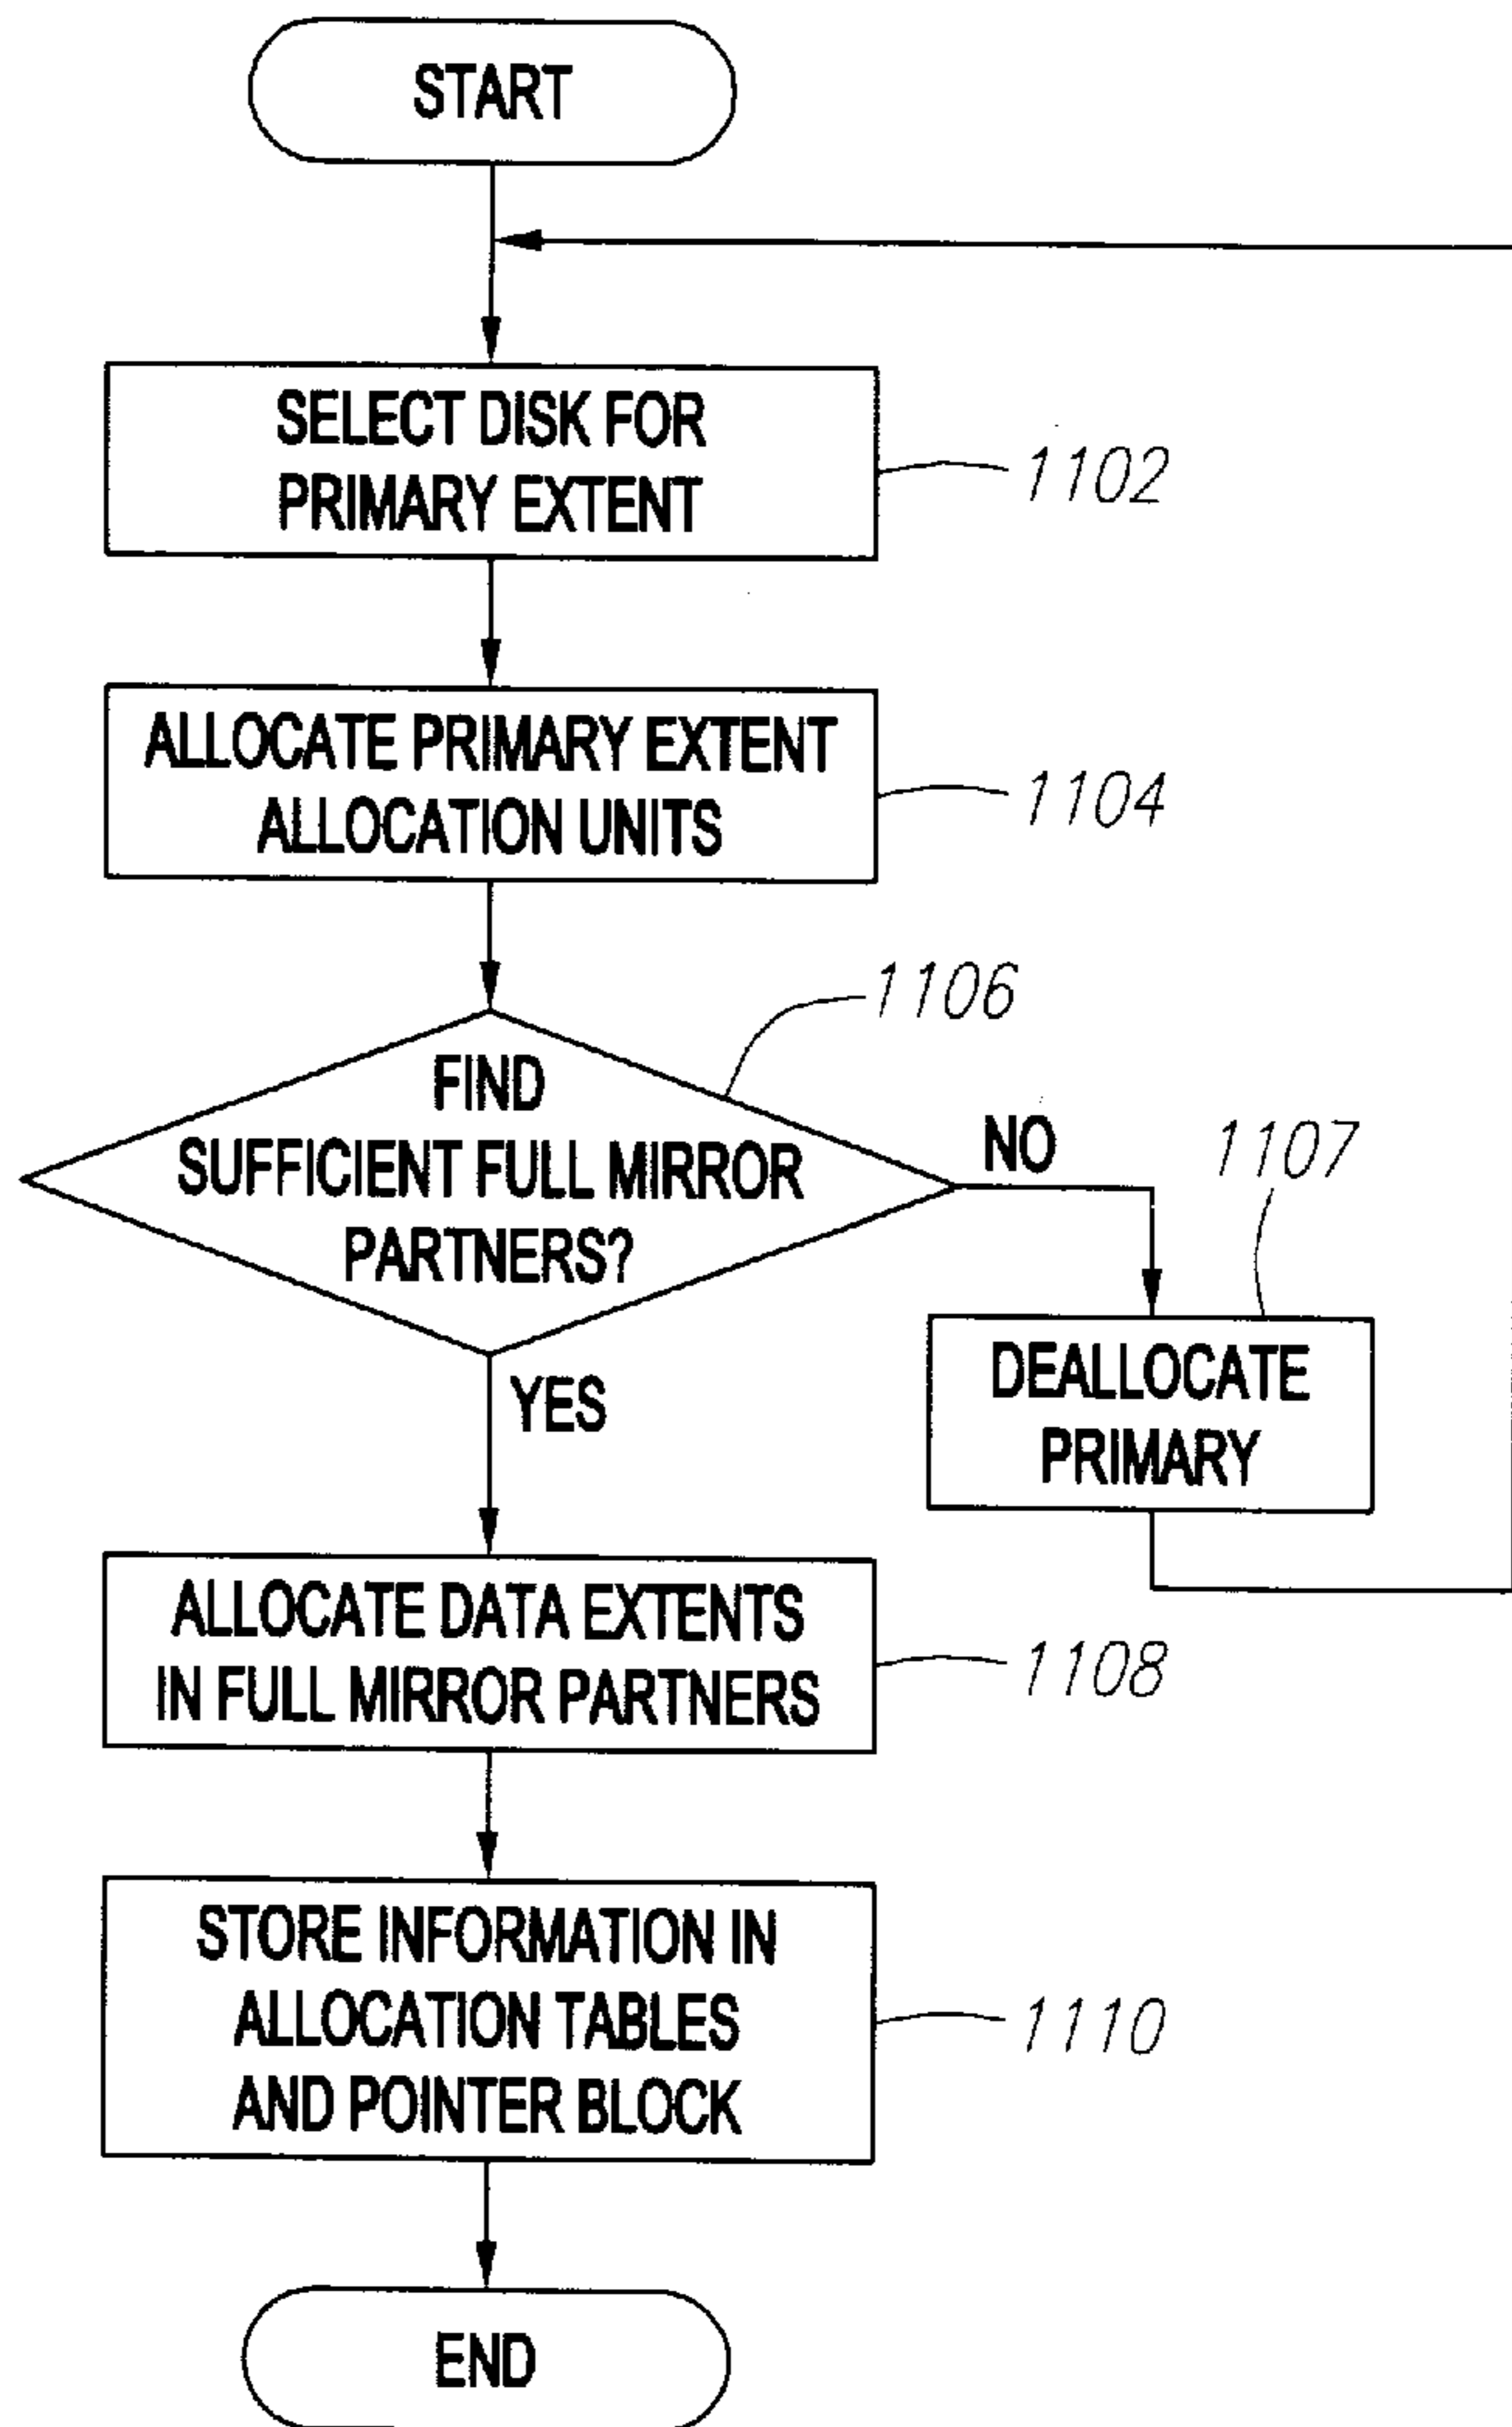 START
SELECT DISK FOR
PRIMARY EXTENT
1102
ALLOCATE PRIMARY EXTENT
ALLOCATION UNITS
1104
1106
FIND
SUFFICIENT FULL MIRROR
PARTNERS?
NO
1107
DEALLOCATE
PRIMARY
YES
ALLOCATE DATA EXTENTS
IN FULL MIRROR PARTNERS
1108
STORE INFORMATION IN
ALLOCATION TABLES
AND POINTER BLOCK
1110
END